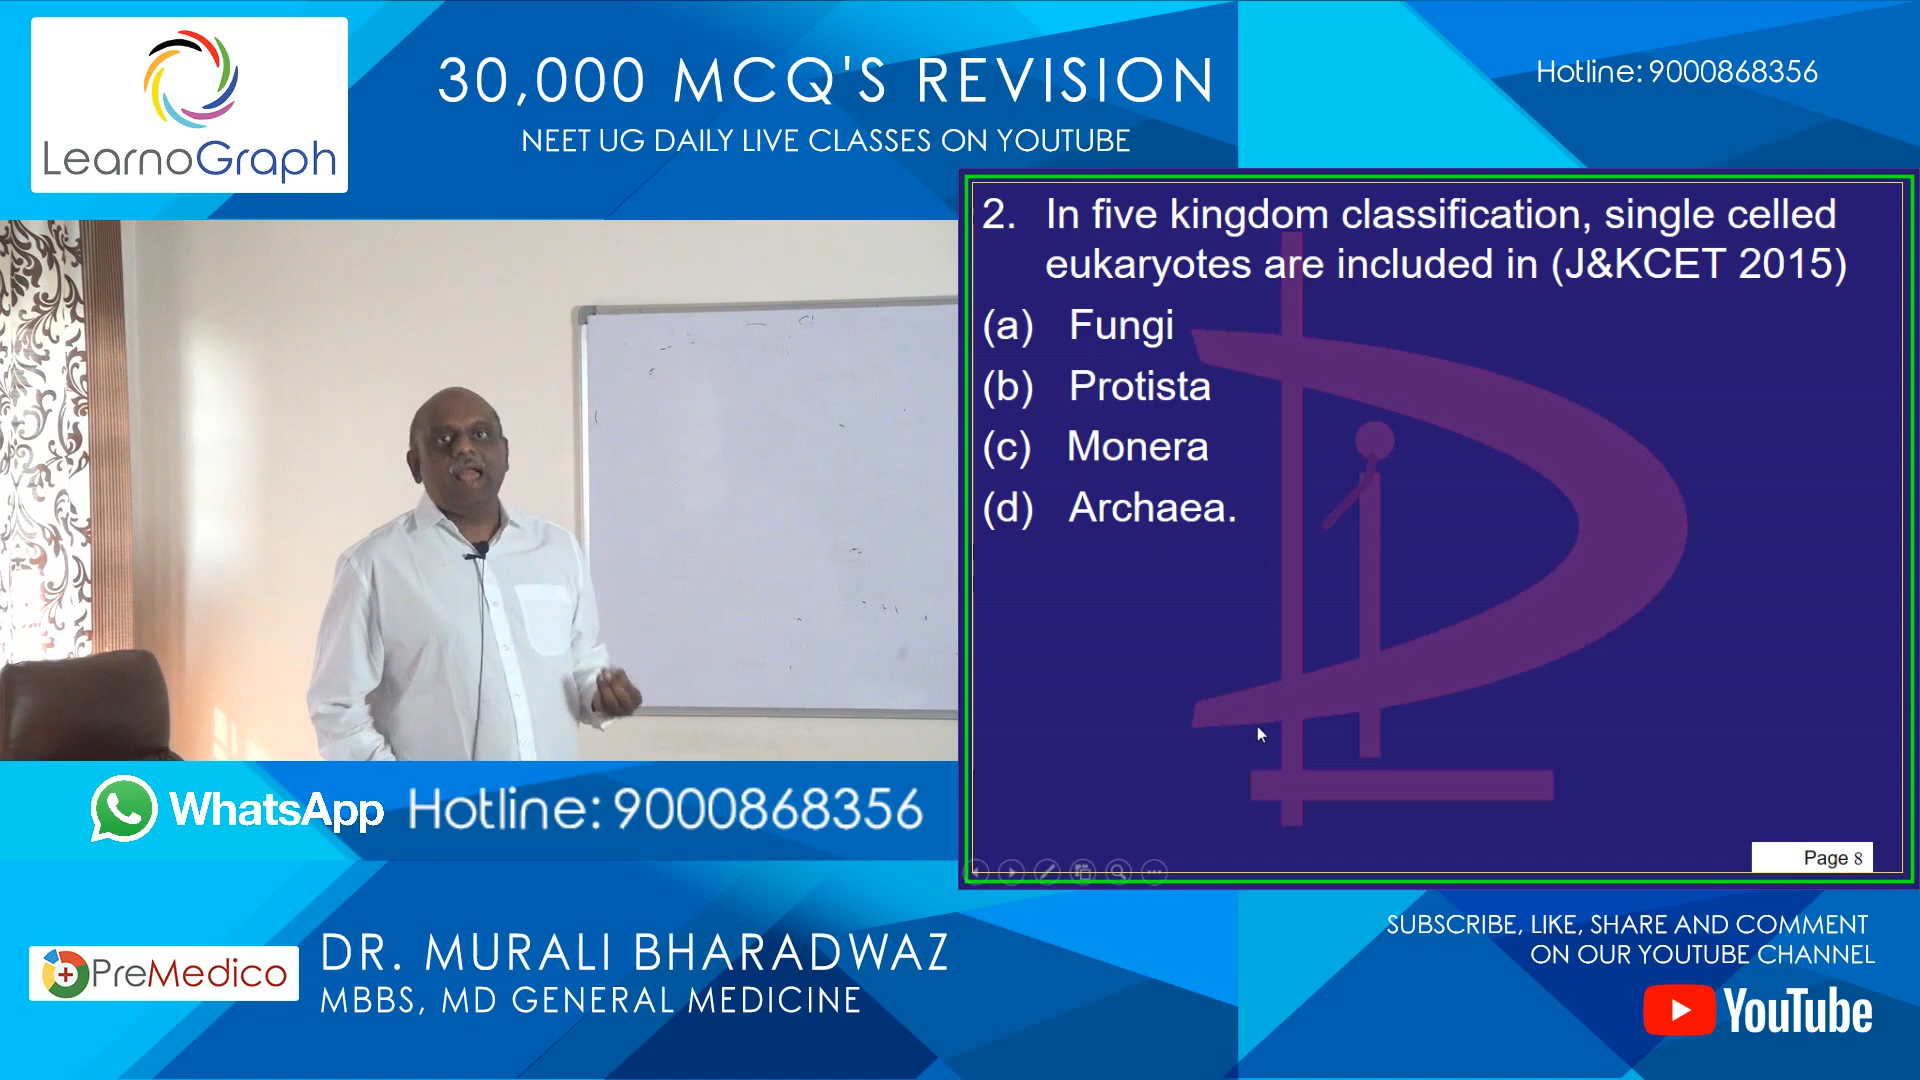 LearnoGraph
30,000 MCQ'S REVISION
NEET UG DAILY LIVE CLASSES ON YOUTUBE
Hotline: 9000868356
2. In five kingdom classification, single celled
eukaryotes are included in (J&KCET 2015)
(a) Fungi
(b) Protista
(c) Monera
(d) Archaea.
Page 8
WhatsApp Hotline: 9000868356
PreMedico
DR. MURALI BHARADWAZ
MBBS, MD GENERAL MEDICINE
SUBSCRIBE, LIKE, SHARE AND COMMENT
ON OUR YOUTUBE CHANNEL
YouTube